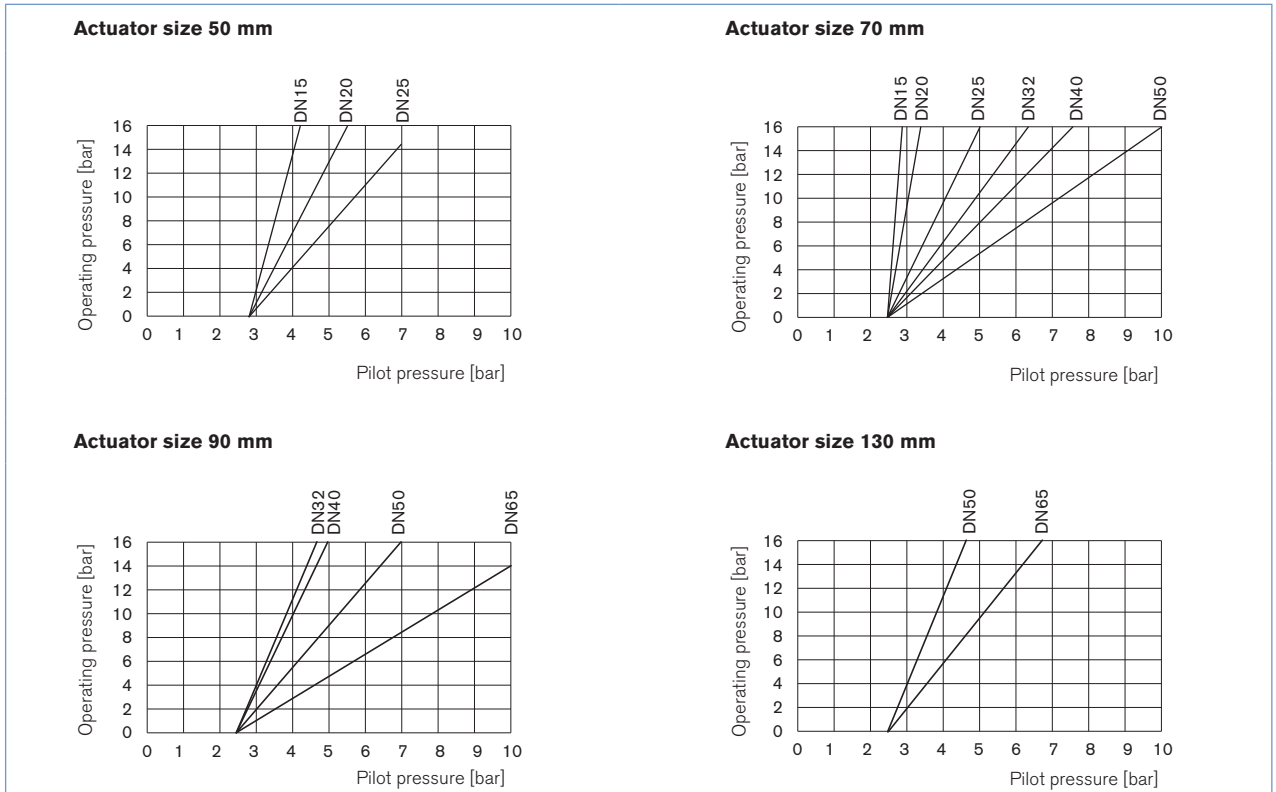 Actuator size 50 mm
DN15 DN20 DN25
Operating pressure [bar]
16
14
12
10
8
6
4
2
0
0 1 2 3 4 5 6 7 8 9 10
Pilot pressure [bar]
Actuator size 70 mm
DN15 DN20 DN25 DN32 DN40 DN50
Operating pressure [bar]
16
14
12
10
8
6
4
2
0
0 1 2 3 4 5 6 7 8 9 10
Pilot pressure [bar]
Actuator size 90 mm
DN32 DN40 DN50 DN65
Operating pressure [bar]
16
14
12
10
8
6
4
2
0
0 1 2 3 4 5 6 7 8 9 10
Pilot pressure [bar]
Actuator size 130 mm
DN50 DN65
Operating pressure [bar]
16
14
12
10
8
6
4
2
0
0 1 2 3 4 5 6 7 8 9 10
Pilot pressure [bar]